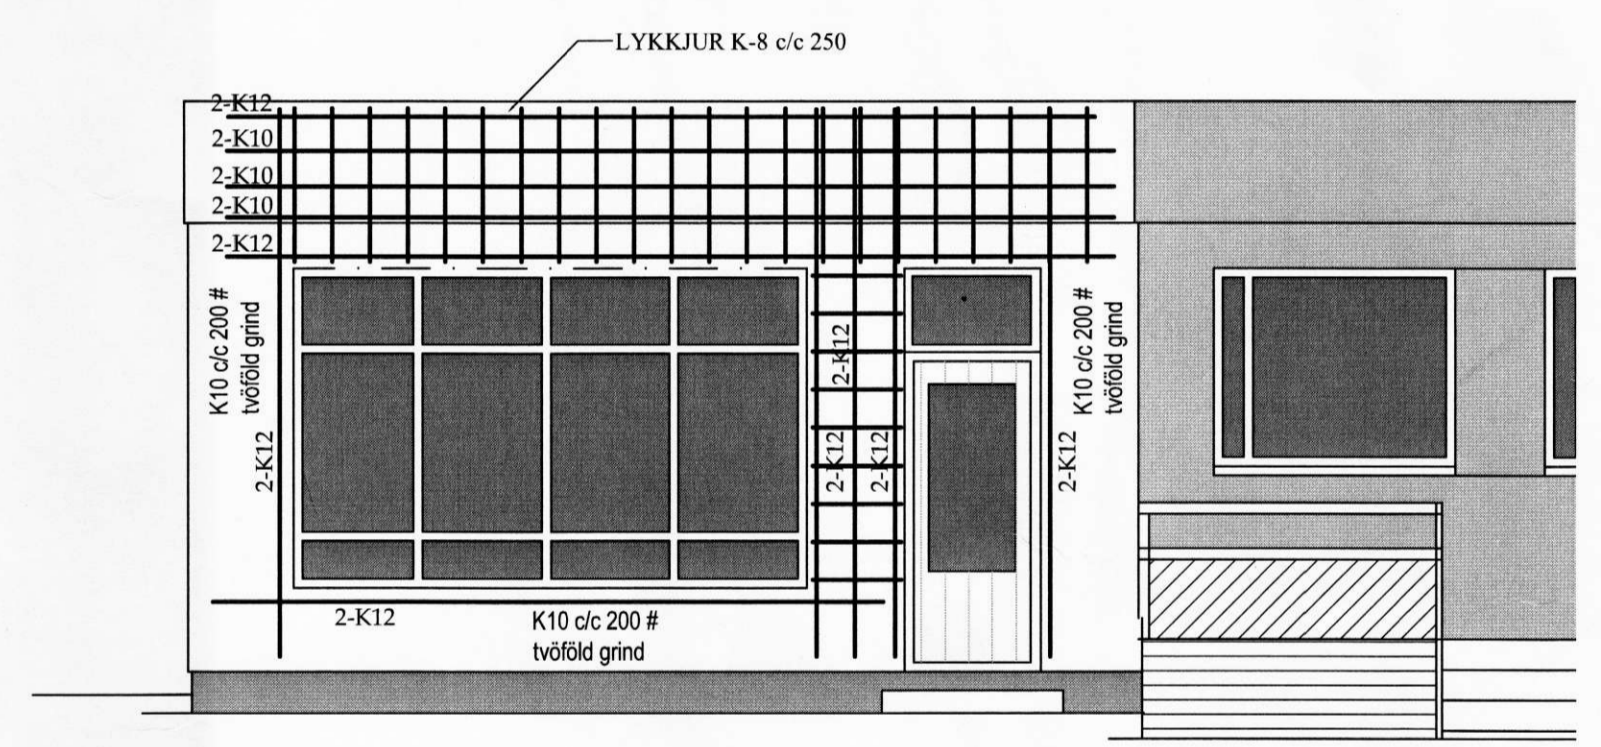 LYKKJUR K-8 c/c 250
2-K12
2-K10
2-K10
2-K10
2-K12
K10 c/c 200 #
tvöföld grind
2-K12
2-K12
2-K12
2-K12
K10 c/c 200 #
tvöföld grind
2-K12
2-K12
K10 c/c 200 #
tvöföld grind